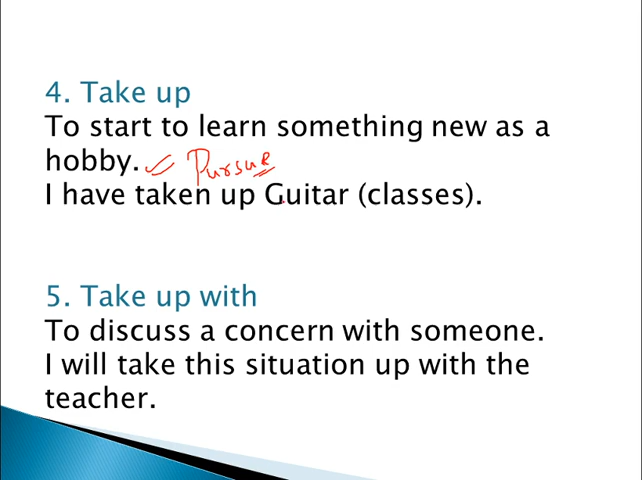 4. Take up
To start to learn something new as a
hobby. Pursue
I have taken up Guitar (classes).
5. Take up with
To discuss a concern with someone.
I will take this situation up with the
teacher.